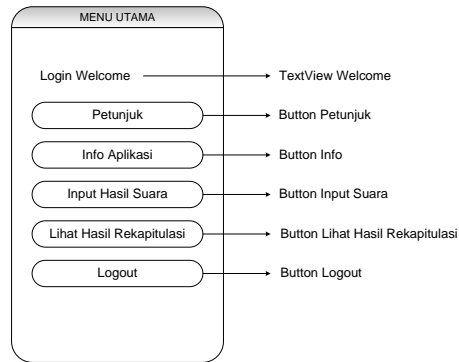 MENU UTAMA
Login Welcome TextView Welcome
Petunjuk Button Petunjuk
Info Aplikasi Button Info
Input Hasil Suara Button Input Suara
Lihat Hasil Rekapitulasi Button Lihat Hasil Rekapitulasi
Logout Button Logout